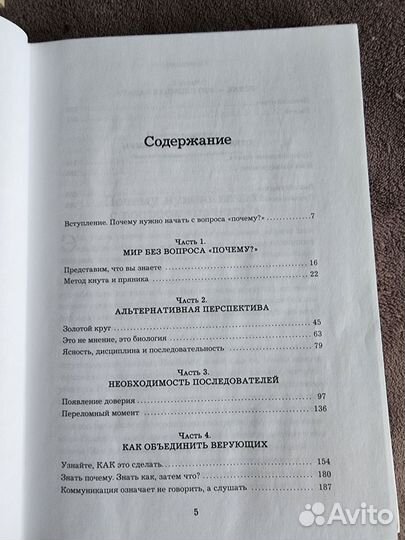 Содержание
Вступление. Почему нужно начать с вопроса «почему?» 7
Часть 1.
МИР БЕЗ ВОПРОСА «ПОЧЕМУ?»
Представим, что вы знаете 16
Метод кнута и пряника 22
Часть 2.
АЛЬТЕРНАТИВНАЯ ПЕРСПЕКТИВА
Золотой круг 45
Это не мнение, это биология 63
Ясность, дисциплина и последовательность 79
Часть 3.
НЕОБХОДИМОСТЬ ПОСЛЕДОВАТЕЛЕЙ
Появление доверия 97
Переломный момент 136
Часть 4.
КАК ОБЪЕДИНИТЬ ВЕРУЮЩИХ
Узнайте, КАК это сделать 154
Знать почему. Знать как, затем что? 180
Коммуникация означает не говорить, а слушать 187
5
Avito